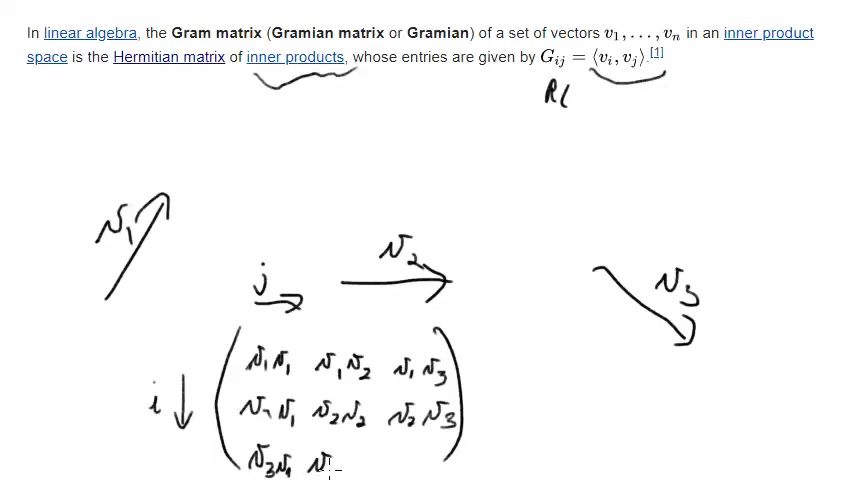 In linear algebra, the Gram matrix (Gramian matrix or Gramian) of a set of vectors v₁, . . . , vₙ in an inner product
space is the Hermitian matrix of inner products, whose entries are given by Gᵢⱼ = ⟨vᵢ, vⱼ⟩.[1]
v₁
v₂
v₃
j
v₁v₁ v₁v₂ v₁v₃
i
v₂v₁ v₂v₂ v₂v₃
v₃v₁ v